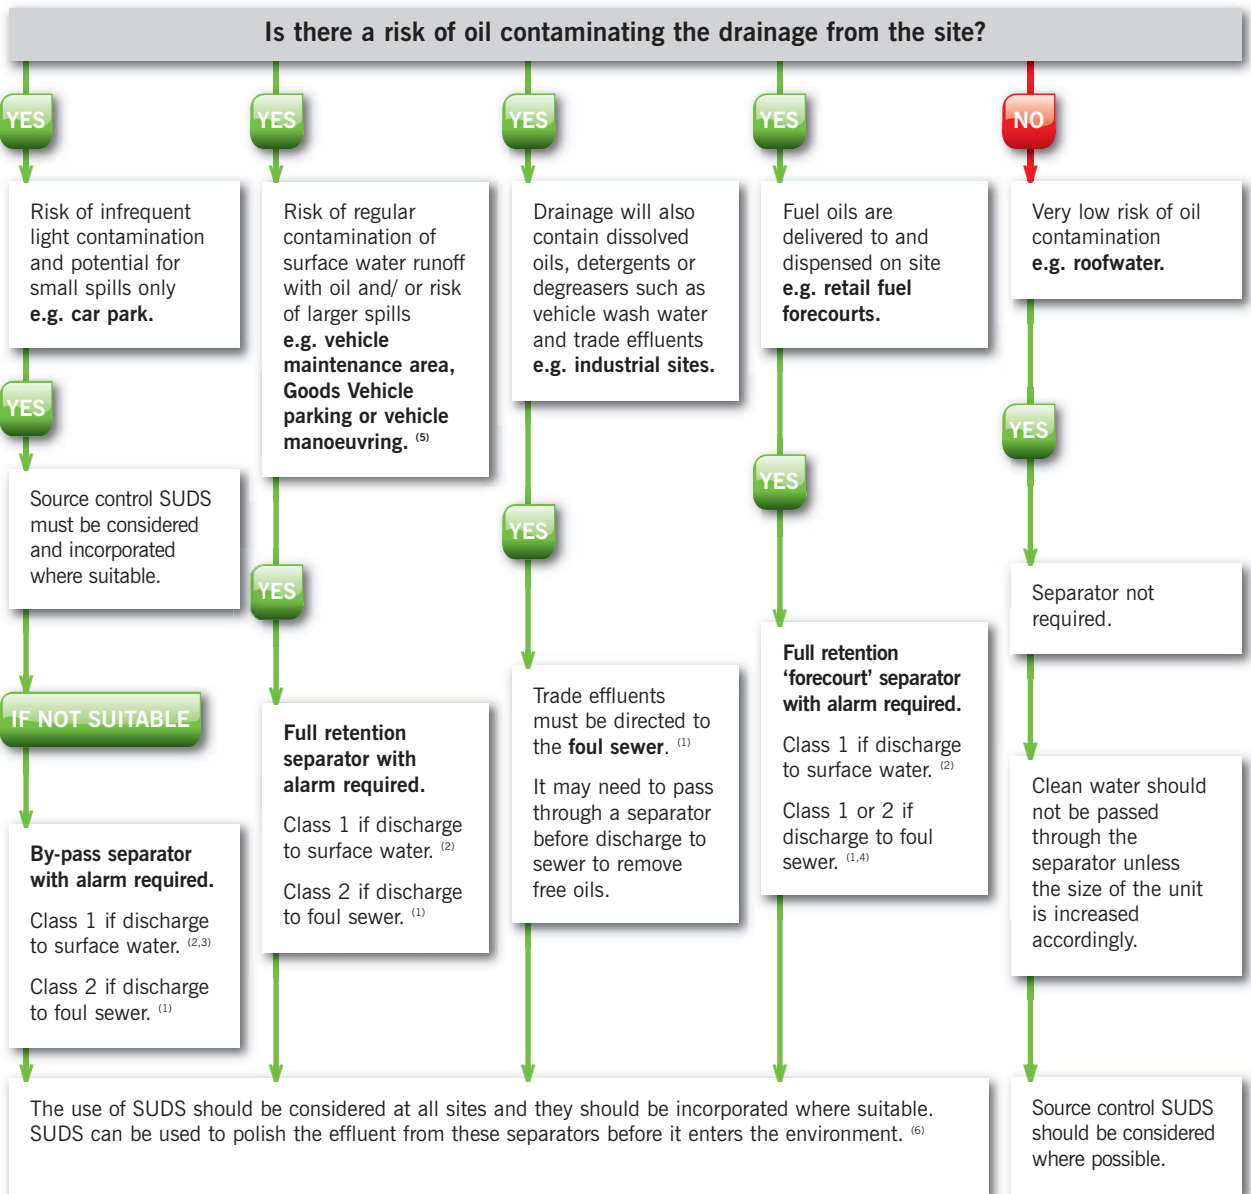 Is there a risk of oil contaminating the drainage from the site?
YES
YES
YES
YES
NO
Risk of infrequent
light contamination
and potential for
small spills only
e.g. car park.
YES
Source control SUDS
must be considered
and incorporated
where suitable.
IF NOT SUITABLE
By-pass separator
with alarm required.
Class 1 if discharge
to surface water. (2,3)
Class 2 if discharge
to foul sewer. (1)
Risk of regular
contamination of
surface water runoff
with oil and/ or risk
of larger spills
e.g. vehicle
maintenance area,
Goods Vehicle
parking or vehicle
manoeuvring. (5)
YES
Full retention
separator with
alarm required.
Class 1 if discharge
to surface water. (2)
Class 2 if discharge
to foul sewer. (1)
Drainage will also
contain dissolved
oils, detergents or
degreasers such as
vehicle wash water
and trade effluents
e.g. industrial sites.
YES
Trade effluents
must be directed to
the foul sewer. (1)
It may need to pass
through a separator
before discharge to
sewer to remove
free oils.
Fuel oils are
delivered to and
dispensed on site
e.g. retail fuel
forecourts.
YES
Full retention
‘forecourt’ separator
with alarm required.
Class 1 if discharge
to surface water. (2)
Class 1 or 2 if
discharge to foul
sewer. (1,4)
Very low risk of oil
contamination
e.g. roofwater.
YES
Separator not
required.
Clean water should
not be passed
through the
separator unless
the size of the unit
is increased
accordingly.
The use of SUDS should be considered at all sites and they should be incorporated where suitable.
SUDS can be used to polish the effluent from these separators before it enters the environment. (6)
Source control SUDS
should be considered
where possible.